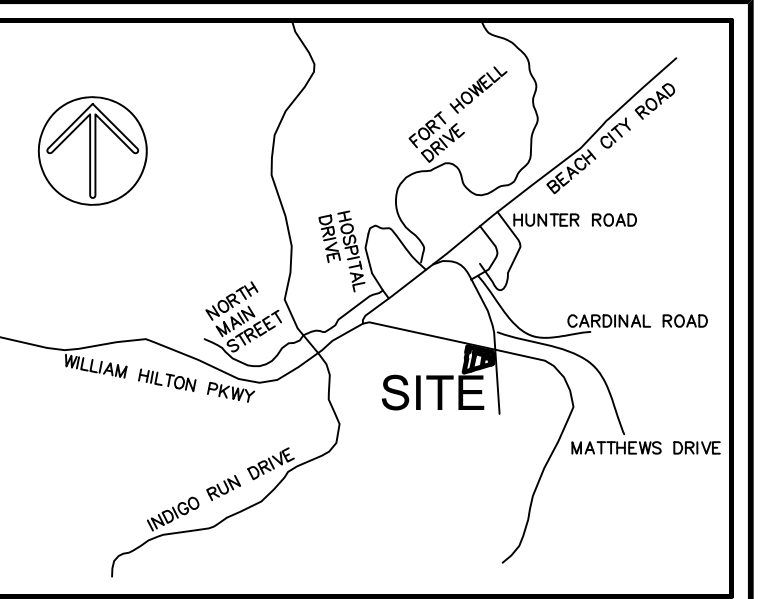 FORT HOWELL
DRIVE
BEACH CITY ROAD
HUNTER ROAD
HOSPITAL
DRIVE
NORTH
MAIN
STREET
CARDINAL ROAD
WILLIAM HILTON PKWY
SITE
MATTHEWS DRIVE
INDIGO RUN DRIVE